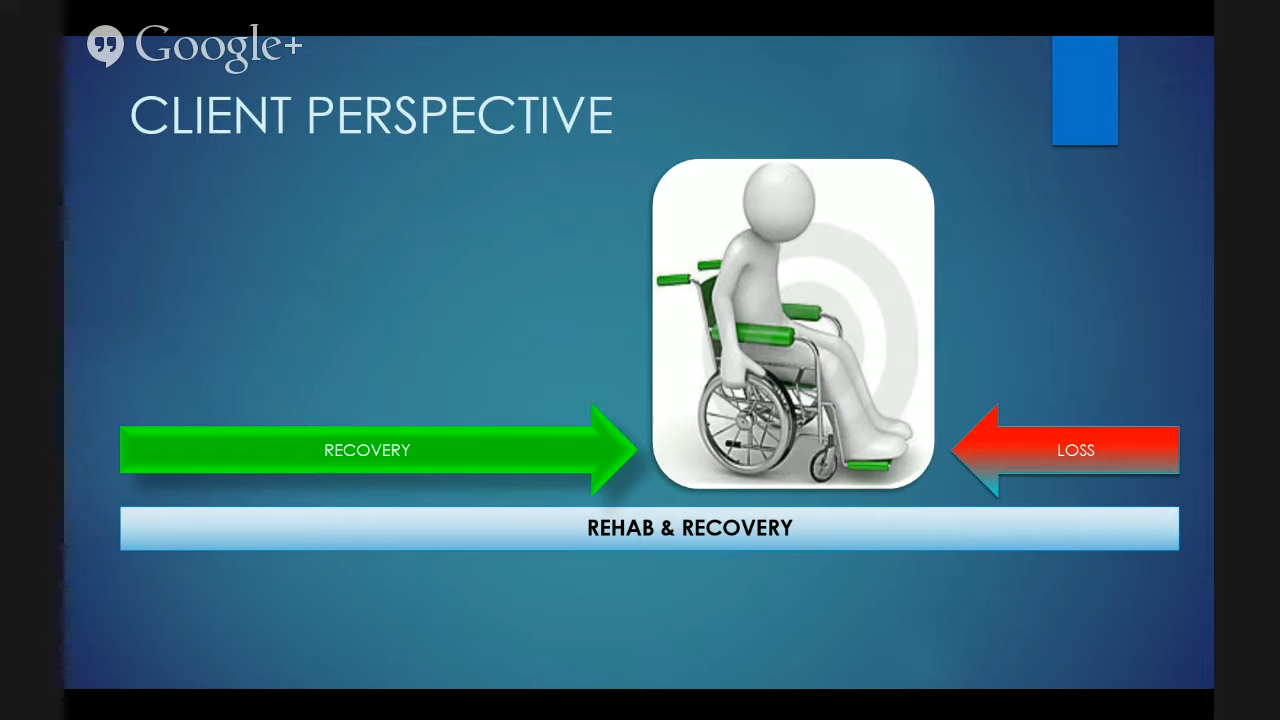 Google+
CLIENT PERSPECTIVE
RECOVERY
LOSS
REHAB & RECOVERY